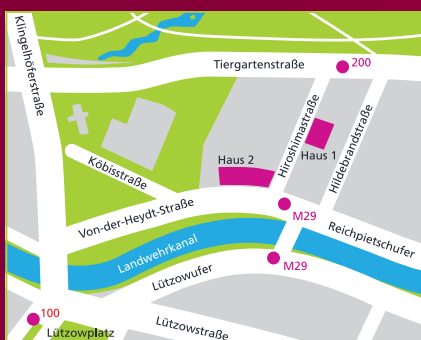 Klingelhöferstraße
Tiergartenstraße
200
Hiroshimastraße
Hildebrandstraße
Haus 1
Haus 2
Köbisstraße
Von-der-Heydt-Straße
M29
Reichpietschufer
Landwehrkanal
M29
Lützowufer
100
Lützowplatz
Lützowstraße